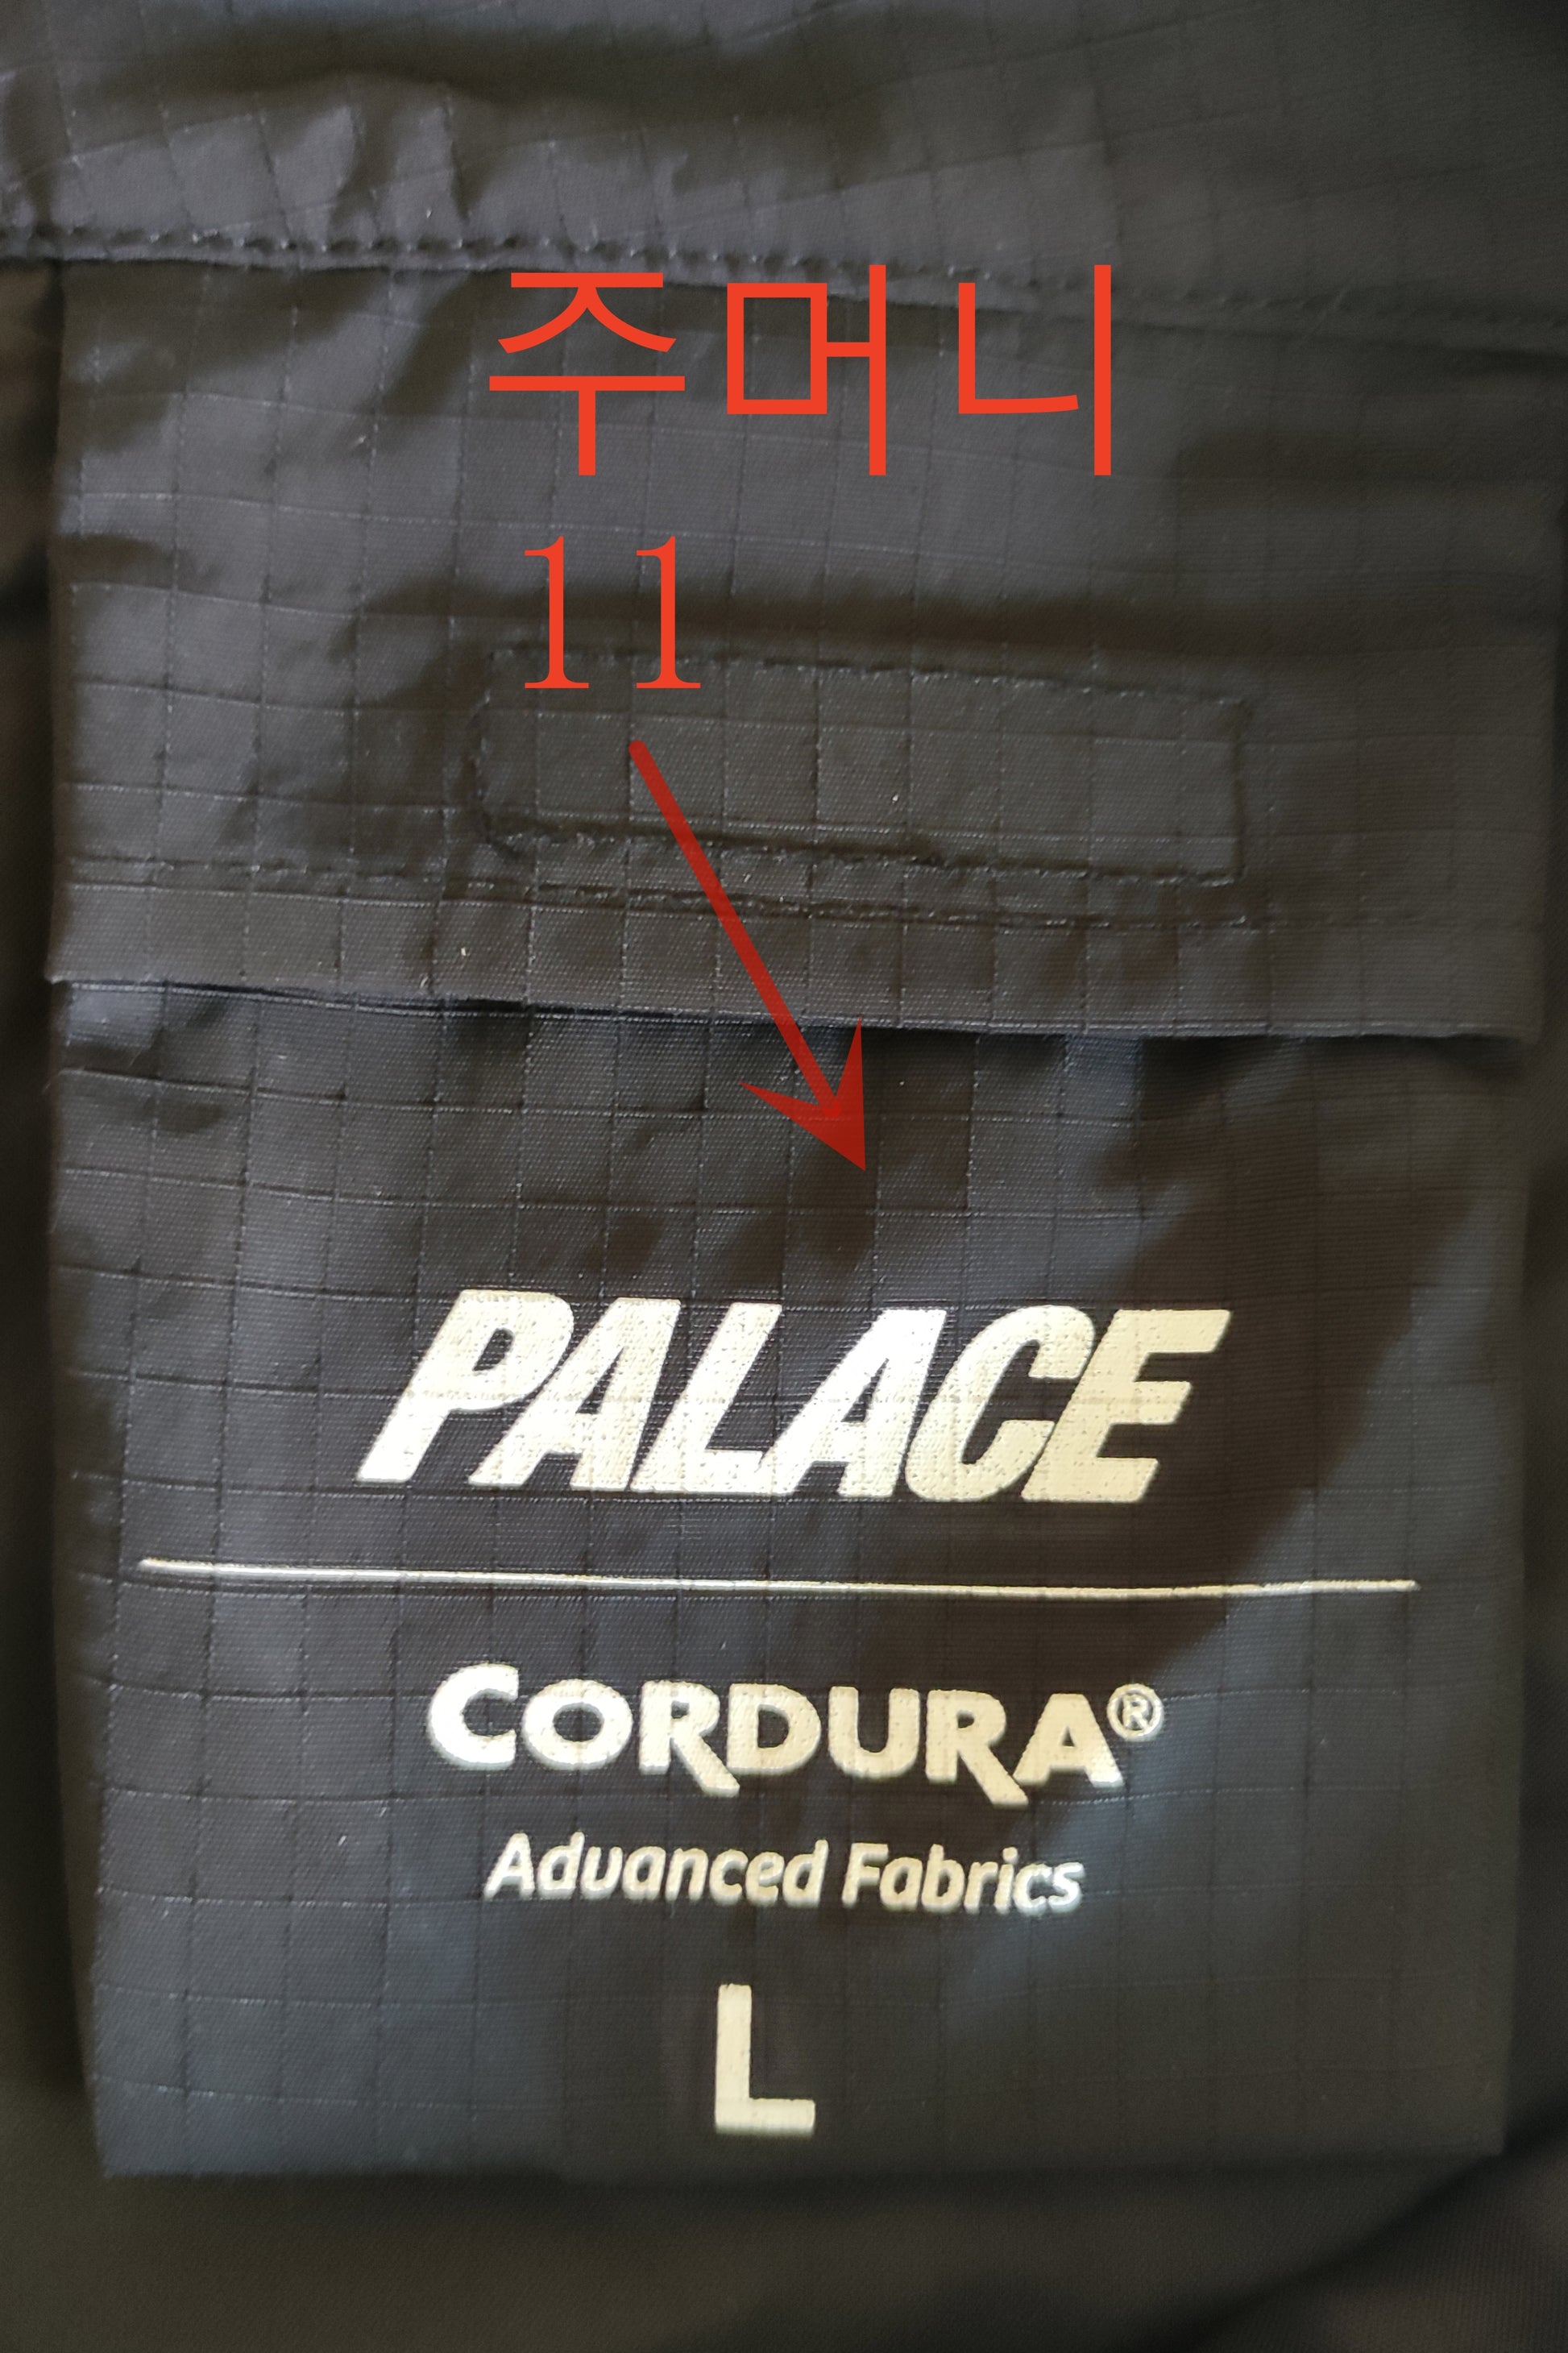 주머니
11
PALACE
CORDURA®
Advanced Fabrics
L